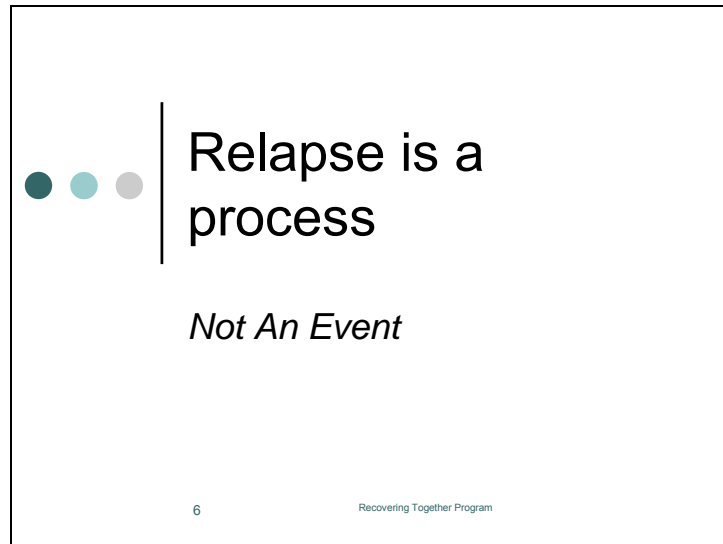 Relapse is a
process
Not An Event
6
Recovering Together Program